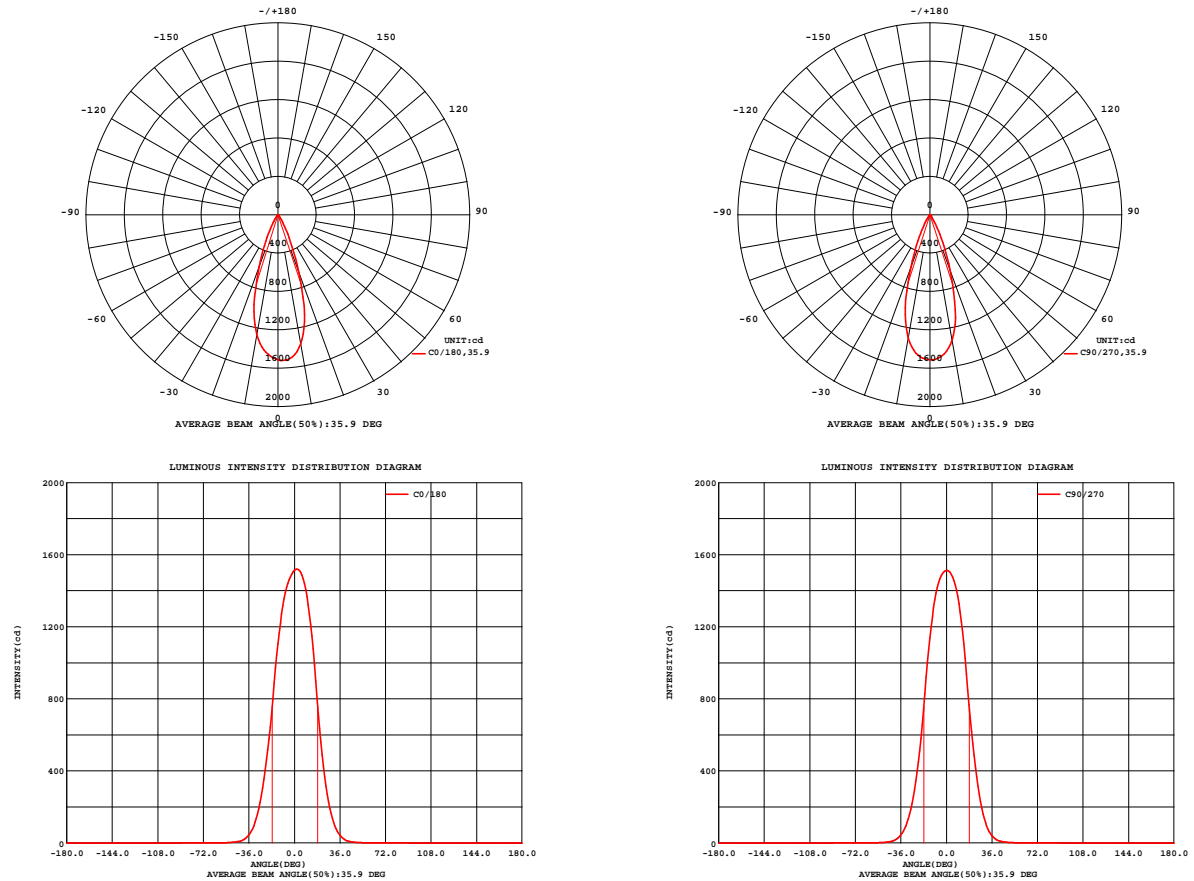 -/+180
-150
150
-120
120
-90
90
-60
60
-30
30
0
400
800
1200
1600
2000
0
UNIT:cd
C0/180,35.9
AVERAGE BEAM ANGLE(50%):35.9 DEG
-/+180
-150
150
-120
120
-90
90
-60
60
-30
30
0
400
800
1200
1600
2000
0
UNIT:cd
C90/270,35.9
AVERAGE BEAM ANGLE(50%):35.9 DEG
LUMINOUS INTENSITY DISTRIBUTION DIAGRAM
C0/180
2000
1600
1200
800
400
0
INTENSITY(cd)
-180.0 -144.0 -108.0 -72.0 -36.0 0.0 36.0 72.0 108.0 144.0 180.0
ANGLE(DEG)
AVERAGE BEAM ANGLE(50%):35.9 DEG
LUMINOUS INTENSITY DISTRIBUTION DIAGRAM
C90/270
2000
1600
1200
800
400
0
INTENSITY(cd)
-180.0 -144.0 -108.0 -72.0 -36.0 0.0 36.0 72.0 108.0 144.0 180.0
ANGLE(DEG)
AVERAGE BEAM ANGLE(50%):35.9 DEG